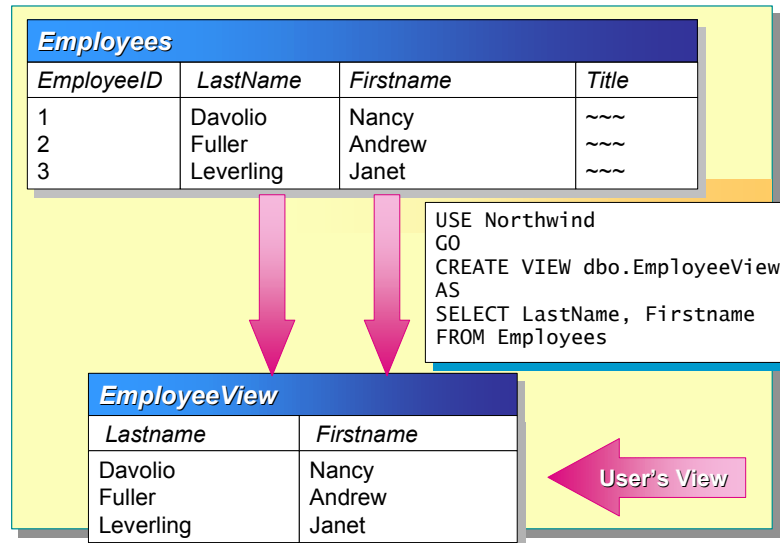 Employees
EmployeeID LastName Firstname Title
1 Davolio Nancy ~~~
2 Fuller Andrew ~~~
3 Leverling Janet ~~~
USE Northwind
GO
CREATE VIEW dbo.EmployeeView
AS
SELECT LastName, Firstname
FROM Employees
EmployeeView
Lastname Firstname
Davolio Nancy
Fuller Andrew
Leverling Janet
User's View